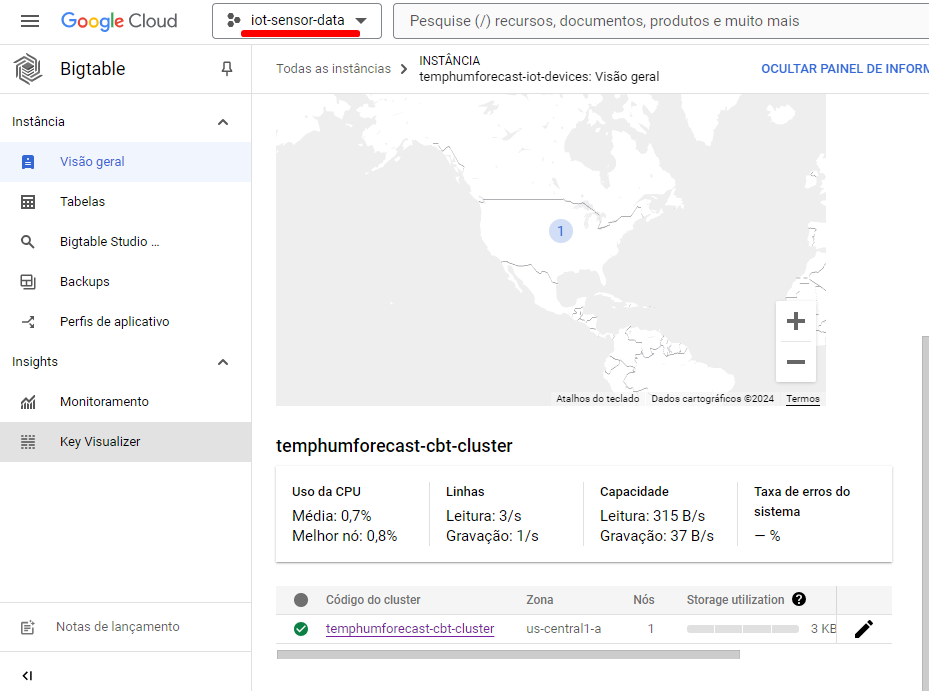 Google Cloud
iot-sensor-data
Pesquise (/) recursos, documentos, produtos e muito mais
Bigtable
Todas as instâncias
INSTÂNCIA
temphumforecast-iot-devices: Visão geral
OCULTAR PAINEL DE INFORM
Instância
Visão geral
Tabelas
Bigtable Studio ...
Backups
Perfis de aplicativo
Insights
Monitoramento
Key Visualizer
Notas de lançamento
1
Atalhos do teclado
Dados cartográficos ©2024
Termos
temphumforecast-cbt-cluster
Uso da CPU
Média: 0,7%
Melhor nó: 0,8%
Linhas
Leitura: 3/s
Gravação: 1/s
Capacidade
Leitura: 315 B/s
Gravação: 37 B/s
Taxa de erros do
sistema
— %
Código do cluster Zona Nós Storage utilization ?
temphumforecast-cbt-cluster us-central1-a 1 3 KB